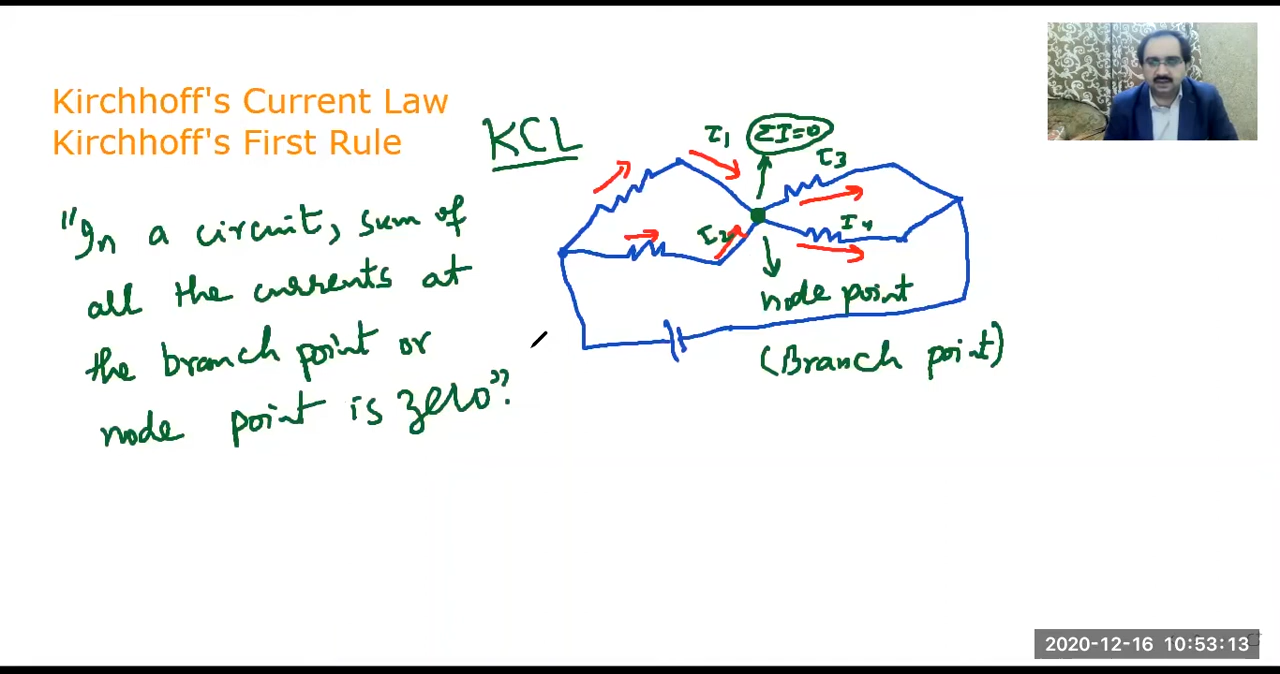 Kirchhoff's Current Law
Kirchhoff's First Rule
KCL
"In a circuit, sum of
all the currents at
the branch point or
node point is zero".
I1
ΣI=0
I3
I2
I4
node point
(Branch point)
2020-12-16 10:53:13